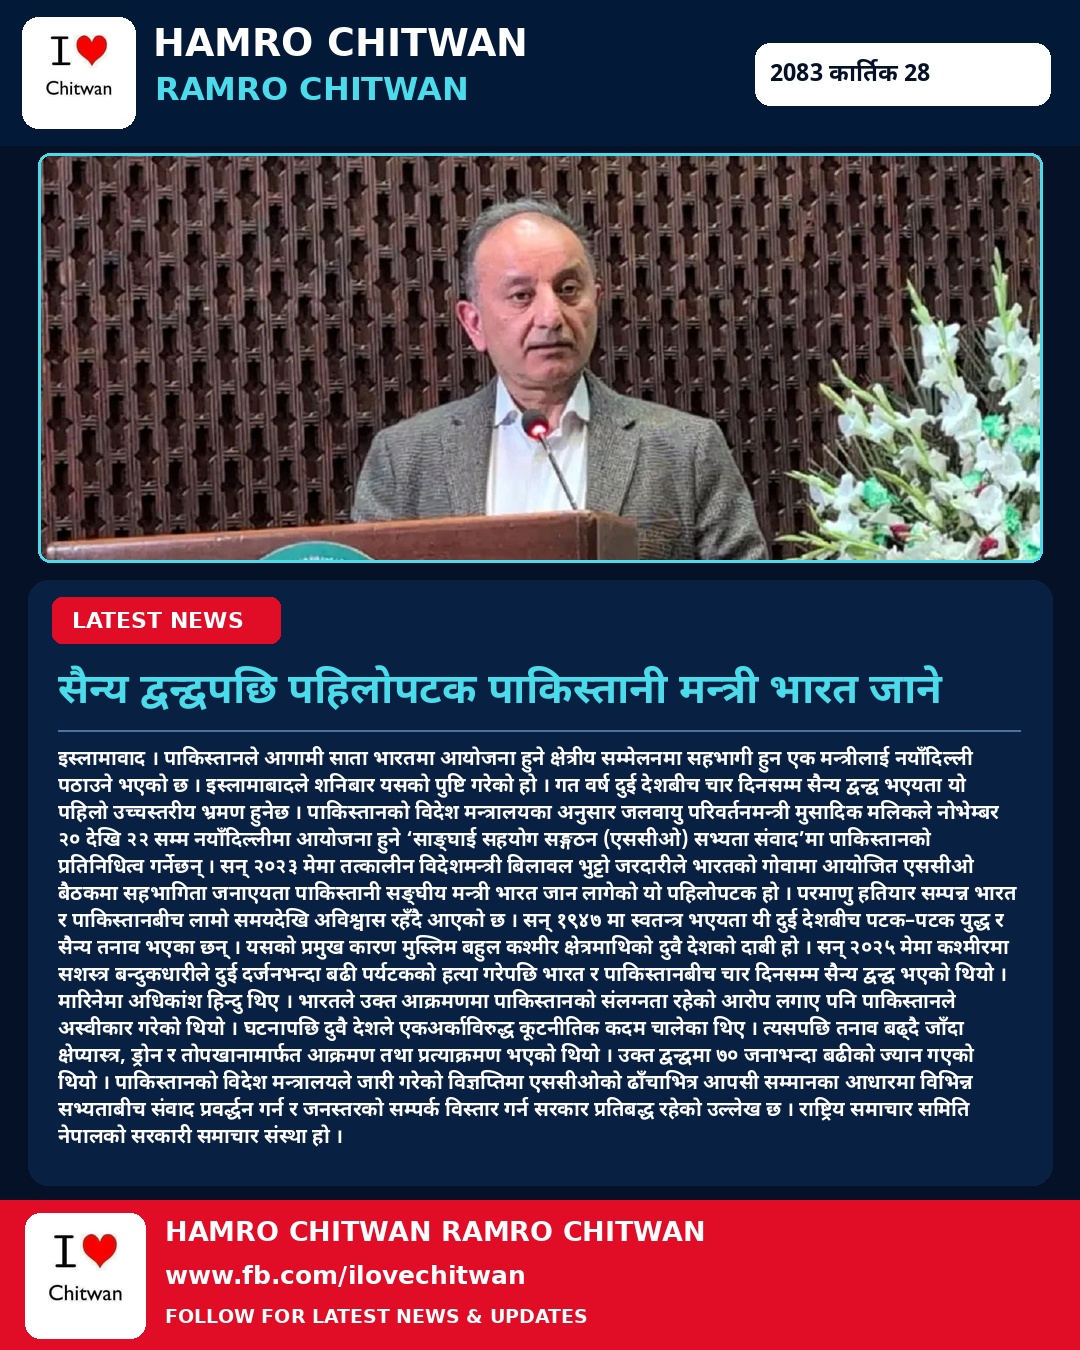 I ❤ Chitwan
HAMRO CHITWAN
RAMRO CHITWAN
2083 कार्तिक 28
LATEST NEWS
सैन्य द्वन्द्वपछि पहिलोपटक पाकिस्तानी मन्त्री भारत जाने
इस्लामावाद । पाकिस्तानले आगामी साता भारतमा आयोजना हुने क्षेत्रीय सम्मेलनमा सहभागी हुन एक मन्त्रीलाई नयाँदिल्ली
पठाउने भएको छ । इस्लामाबादले शनिबार यसको पुष्टि गरेको हो । गत वर्ष दुई देशबीच चार दिनसम्म सैन्य द्वन्द्व भएयता यो
पहिलो उच्चस्तरीय भ्रमण हुनेछ । पाकिस्तानको विदेश मन्त्रालयका अनुसार जलवायु परिवर्तनमन्त्री मुसादिक मलिकले नोभेम्बर
२० देखि २२ सम्म नयाँदिल्लीमा आयोजना हुने ‘साङ्घाई सहयोग सङ्गठन (एससीओ) सभ्यता संवाद’मा पाकिस्तानको
प्रतिनिधित्व गर्नेछन् । सन् २०२३ मेमा तत्कालीन विदेशमन्त्री बिलावल भुट्टो जरदारीले भारतको गोवामा आयोजित एससीओ
बैठकमा सहभागिता जनाएयता पाकिस्तानी सङ्घीय मन्त्री भारत जान लागेको यो पहिलोपटक हो । परमाणु हतियार सम्पन्न भारत
र पाकिस्तानबीच लामो समयदेखि अविश्वास रहँदै आएको छ । सन् १९४७ मा स्वतन्त्र भएयता यी दुई देशबीच पटक–पटक युद्ध र
सैन्य तनाव भएका छन् । यसको प्रमुख कारण मुस्लिम बहुल कश्मीर क्षेत्रमाथिको दुवै देशको दाबी हो । सन् २०२५ मेमा कश्मीरमा
सशस्त्र बन्दुकधारीले दुई दर्जनभन्दा बढी पर्यटकको हत्या गरेपछि भारत र पाकिस्तानबीच चार दिनसम्म सैन्य द्वन्द्व भएको थियो ।
मारिनेमा अधिकांश हिन्दु थिए । भारतले उक्त आक्रमणमा पाकिस्तानको संलग्नता रहेको आरोप लगाए पनि पाकिस्तानले
अस्वीकार गरेको थियो । घटनापछि दुवै देशले एकअर्काविरुद्ध कूटनीतिक कदम चालेका थिए । त्यसपछि तनाव बढ्दै जाँदा
क्षेप्यास्त्र, ड्रोन र तोपखानामार्फत आक्रमण तथा प्रत्याक्रमण भएको थियो । उक्त द्वन्द्वमा ७० जनाभन्दा बढीको ज्यान गएको
थियो । पाकिस्तानको विदेश मन्त्रालयले जारी गरेको विज्ञप्तिमा एससीओको ढाँचाभित्र आपसी सम्मानका आधारमा विभिन्न
सभ्यताबीच संवाद प्रवर्द्धन गर्न र जनस्तरको सम्पर्क विस्तार गर्न सरकार प्रतिबद्ध रहेको उल्लेख छ । राष्ट्रिय समाचार समिति
नेपालको सरकारी समाचार संस्था हो ।
I ❤ Chitwan
HAMRO CHITWAN RAMRO CHITWAN
www.fb.com/ilovechitwan
FOLLOW FOR LATEST NEWS & UPDATES